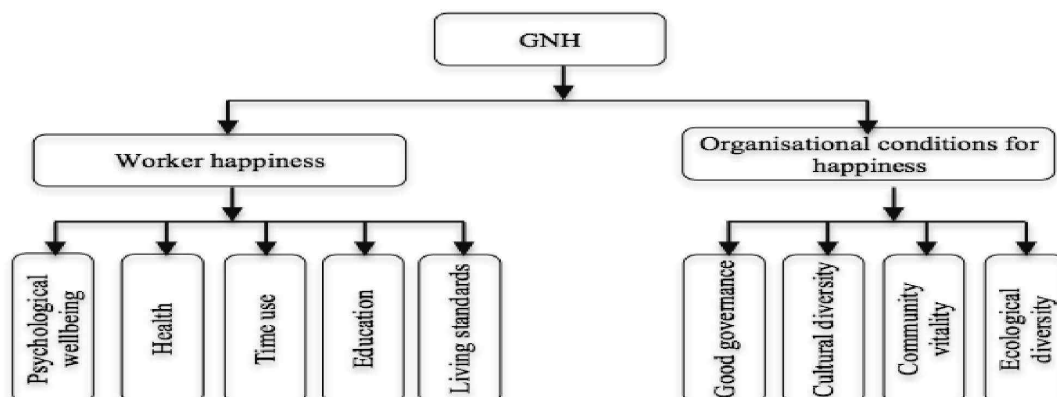 GNH
Worker happiness
Organisational conditions for
happiness
Psychological
wellbeing
Health
Time use
Education
Living standards
Good governance
Cultural diversity
Community
vitality
Ecological
diversity